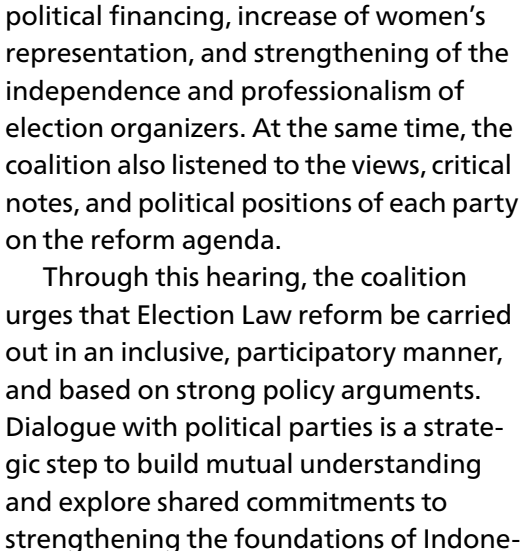 political financing, increase of women’s
representation, and strengthening of the
independence and professionalism of
election organizers. At the same time, the
coalition also listened to the views, critical
notes, and political positions of each party
on the reform agenda.
Through this hearing, the coalition
urges that Election Law reform be carried
out in an inclusive, participatory manner,
and based on strong policy arguments.
Dialogue with political parties is a strate-
gic step to build mutual understanding
and explore shared commitments to
strengthening the foundations of Indone-